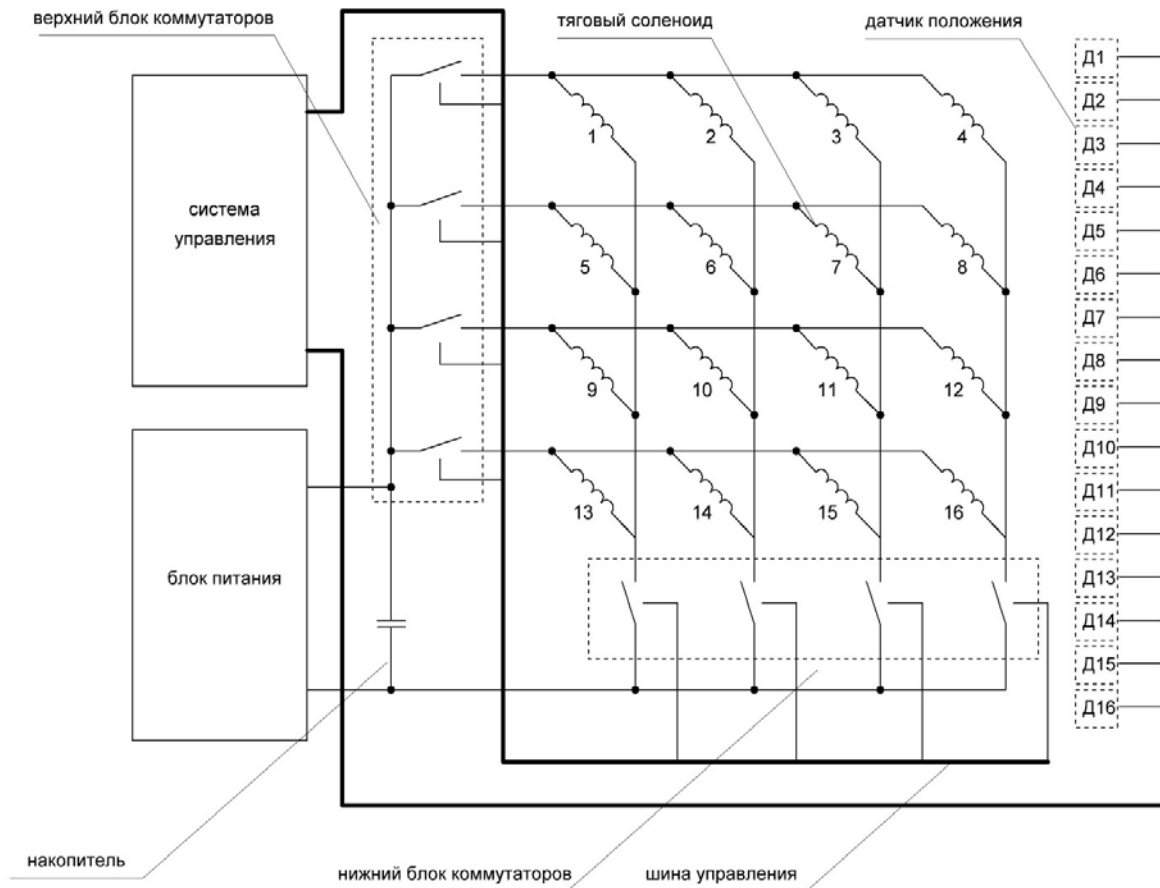 верхний блок коммутаторов
тяговый соленоид
датчик положения
система
управления
блок питания
1
2
3
4
5
6
7
8
9
10
11
12
13
14
15
16
Д1
Д2
Д3
Д4
Д5
Д6
Д7
Д8
Д9
Д10
Д11
Д12
Д13
Д14
Д15
Д16
накопитель
нижний блок коммутаторов
шина управления